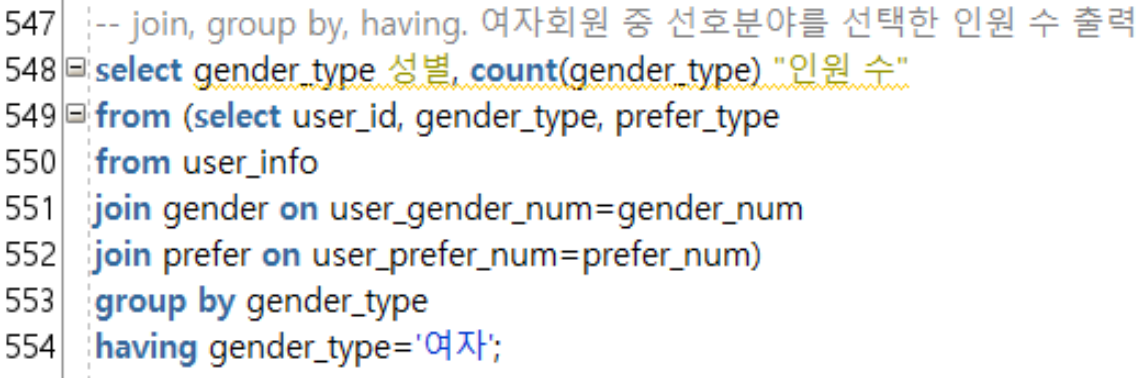 547 -- join, group by, having. 여자회원 중 선호분야를 선택한 인원 수 출력
548 select gender_type 성별, count(gender_type) "인원 수"
549 from (select user_id, gender_type, prefer_type
550 from user_info
551 join gender on user_gender_num=gender_num
552 join prefer on user_prefer_num=prefer_num)
553 group by gender_type
554 having gender_type='여자';